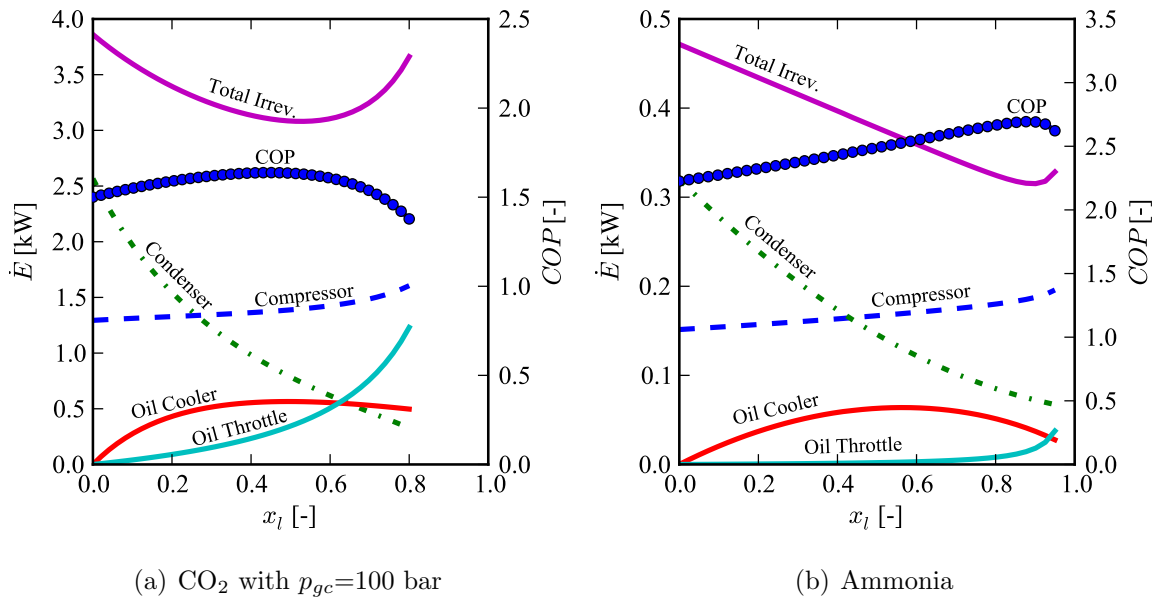 4.0
3.5
3.0
2.5
2.0
1.5
1.0
0.5
0.0
Ė [kW]
Total Irrev.
COP
Condenser
Compressor
Oil Cooler
Oil Throttle
2.5
2.0
1.5
1.0
0.5
0.0
COP [-]
0.0 0.2 0.4 0.6 0.8 1.0
x_l [-]
(a) CO₂ with p_gc=100 bar
0.5
0.4
0.3
0.2
0.1
0.0
Ė [kW]
Total Irrev.
COP
Condenser
Compressor
Oil Cooler
Oil Throttle
3.5
3.0
2.5
2.0
1.5
1.0
0.5
0.0
COP [-]
0.0 0.2 0.4 0.6 0.8 1.0
x_l [-]
(b) Ammonia